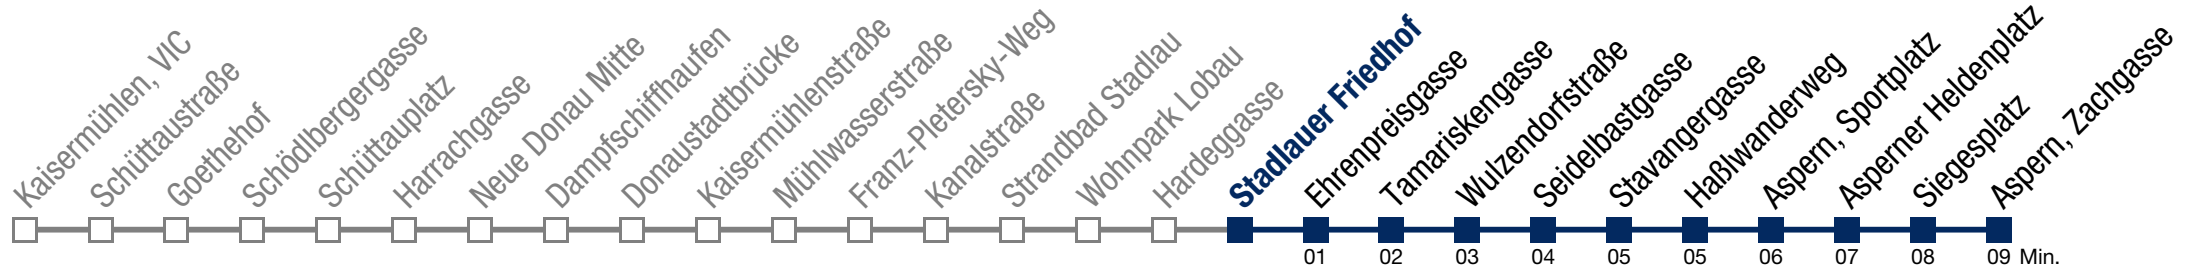 Kaisermühlen, VIC
Schüttaustraße
Goethehof
Schödlbergergasse
Schüttauplatz
Harrachgasse
Neue Donau Mitte
Dampfschiffhaufen
Donaustadtbrücke
Kaisermühlenstraße
Mühlwasserstraße
Franz-Pletersky-Weg
Kanalstraße
Strandbad Stadlau
Wohnpark Lobau
Hardeggasse
Stadlauer Friedhof
Ehrenpreisgasse
Tamariskengasse
Wulzendorfstraße
Seidelbastgasse
Stavangergasse
Haßlwanderweg
Aspern, Sportplatz
Asperner Heldenplatz
Siegesplatz
Aspern, Zachgasse
01 02 03 04 05 05 06 07 08 09 Min.